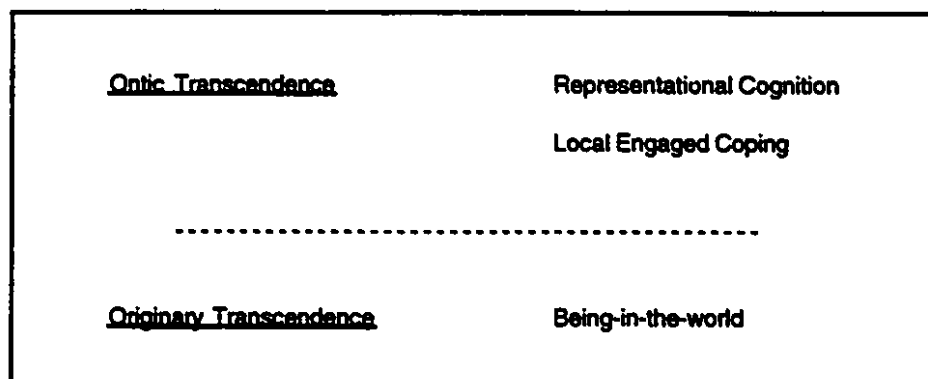 Ontic Transcendence Representational Cognition
Local Engaged Coping
Originary Transcendence Being-in-the-world